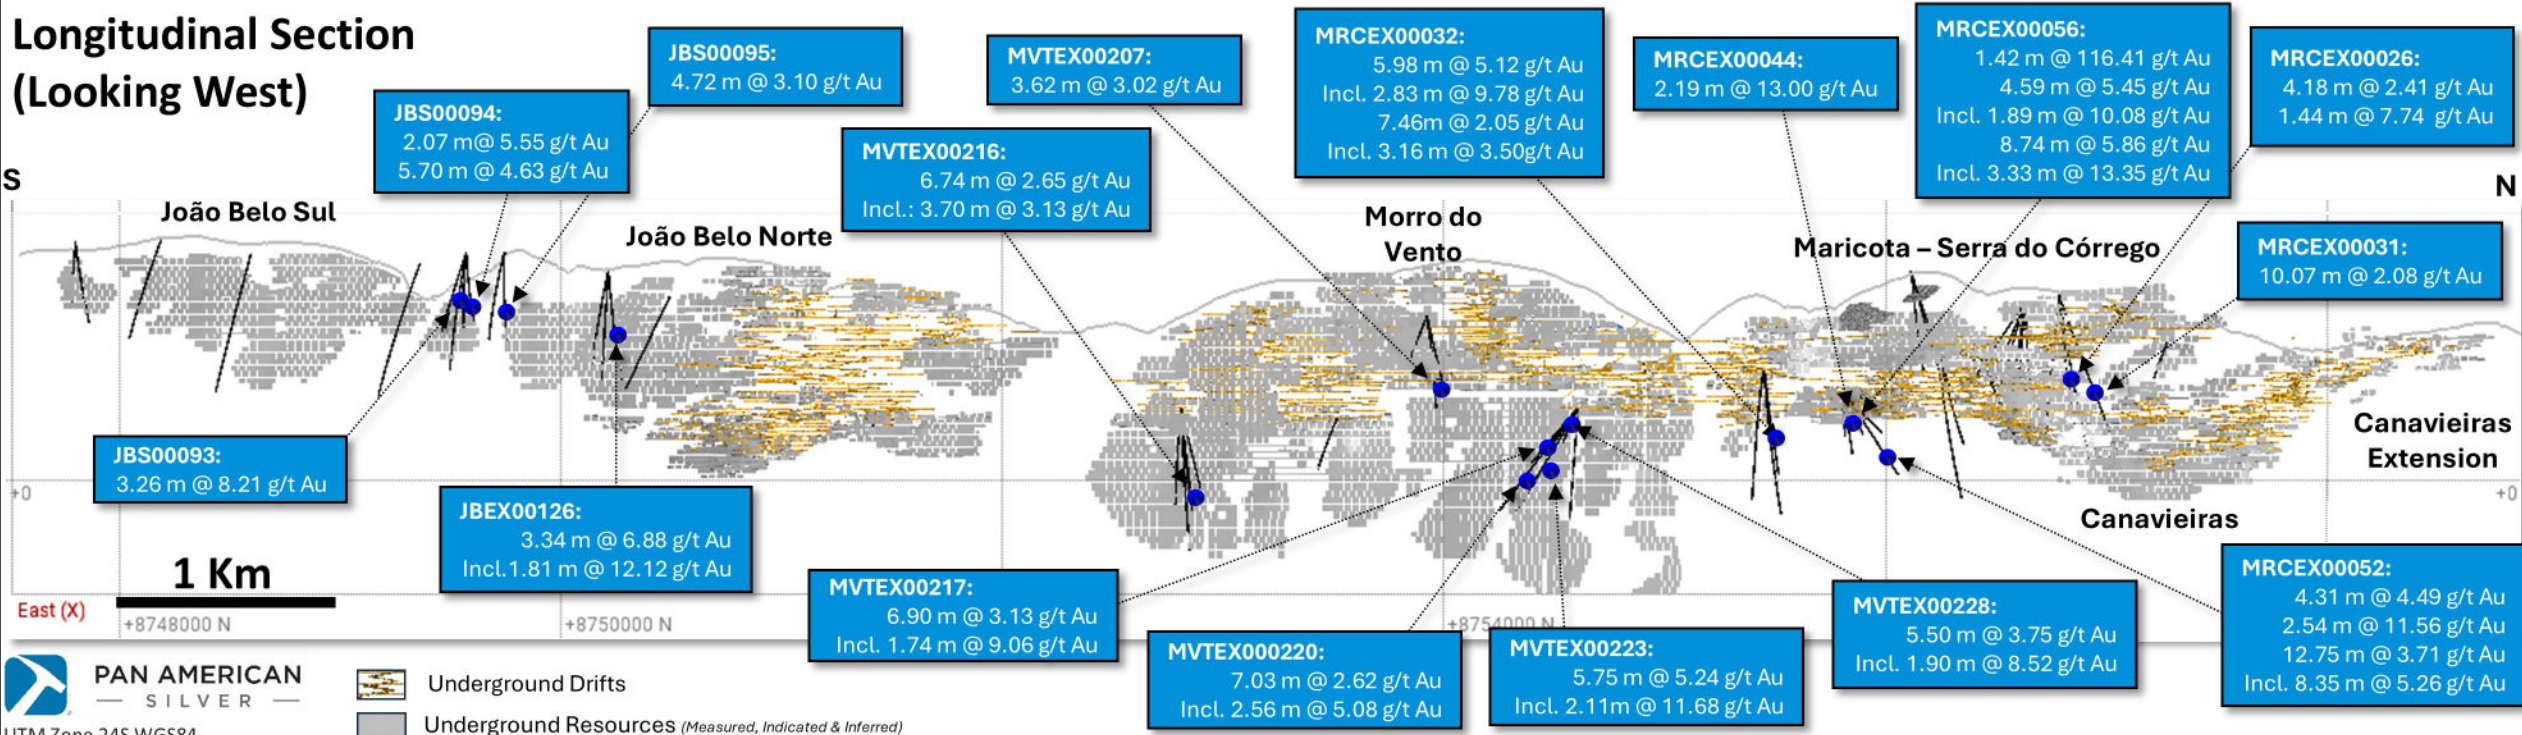 Longitudinal Section
(Looking West)
JBS00094:
2.07 m@ 5.55 g/t Au
5.70 m @ 4.63 g/t Au
JBS00095:
4.72 m @ 3.10 g/t Au
MVTEX00216:
6.74 m @ 2.65 g/t Au
Incl.: 3.70 m @ 3.13 g/t Au
MVTEX00207:
3.62 m @ 3.02 g/t Au
MRCEX00032:
5.98 m @ 5.12 g/t Au
Incl. 2.83 m @ 9.78 g/t Au
7.46m @ 2.05 g/t Au
Incl. 3.16 m @ 3.50g/t Au
MRCEX00044:
2.19 m @ 13.00 g/t Au
MRCEX00056:
1.42 m @ 116.41 g/t Au
4.59 m @ 5.45 g/t Au
Incl. 1.89 m @ 10.08 g/t Au
8.74 m @ 5.86 g/t Au
Incl. 3.33 m @ 13.35 g/t Au
MRCEX00026:
4.18 m @ 2.41 g/t Au
1.44 m @ 7.74 g/t Au
S
N
João Belo Sul
João Belo Norte
Morro do
Vento
Maricota – Serra do Córrego
MRCEX00031:
10.07 m @ 2.08 g/t Au
Canavieiras
Extension
Canavieiras
JBS00093:
3.26 m @ 8.21 g/t Au
+0
+0
JBEX00126:
3.34 m @ 6.88 g/t Au
Incl.1.81 m @ 12.12 g/t Au
MVTEX00217:
6.90 m @ 3.13 g/t Au
Incl. 1.74 m @ 9.06 g/t Au
MVTEX000220:
7.03 m @ 2.62 g/t Au
Incl. 2.56 m @ 5.08 g/t Au
MVTEX00223:
5.75 m @ 5.24 g/t Au
Incl. 2.11m @ 11.68 g/t Au
MVTEX00228:
5.50 m @ 3.75 g/t Au
Incl. 1.90 m @ 8.52 g/t Au
MRCEX00052:
4.31 m @ 4.49 g/t Au
2.54 m @ 11.56 g/t Au
12.75 m @ 3.71 g/t Au
Incl. 8.35 m @ 5.26 g/t Au
1 Km
East (X)
+8748000 N
+8750000 N
+8754000 N
PAN AMERICAN
— SILVER —
UTM Zone 24S WGS84
Underground Drifts
Underground Resources (Measured, Indicated & Inferred)